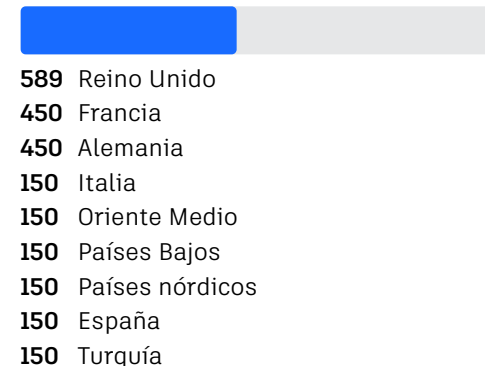 589 Reino Unido
450 Francia
450 Alemania
150 Italia
150 Oriente Medio
150 Países Bajos
150 Países nórdicos
150 España
150 Turquía